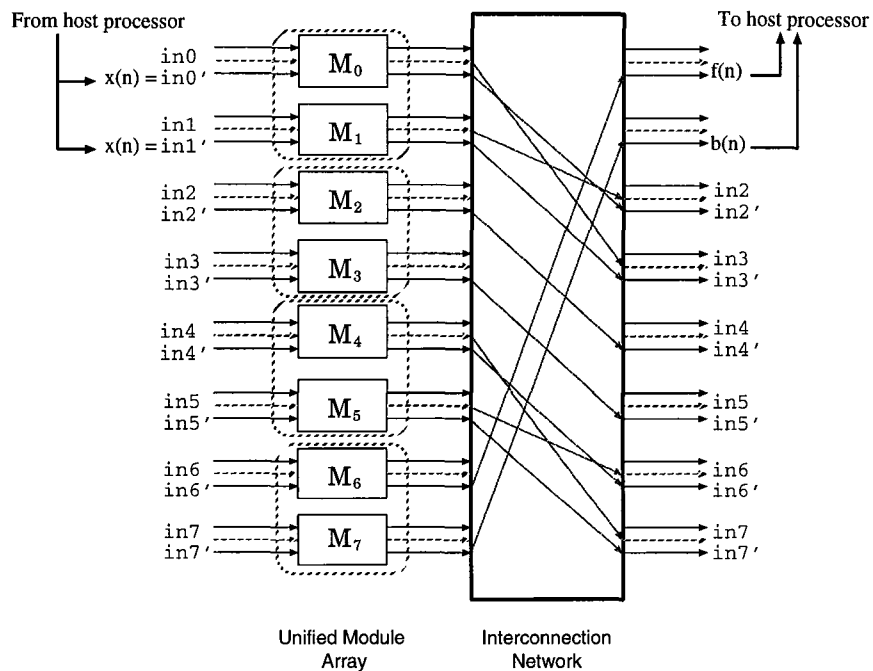 From host processor
To host processor
in0
x(n) = in0′
M0
f(n)
in1
x(n) = in1′
M1
b(n)
in2
in2′
M2
in2
in2′
in3
in3′
M3
in3
in3′
in4
in4′
M4
in4
in4′
in5
in5′
M5
in5
in5′
in6
in6′
M6
in6
in6′
in7
in7′
M7
in7
in7′
Unified Module
Array
Interconnection
Network